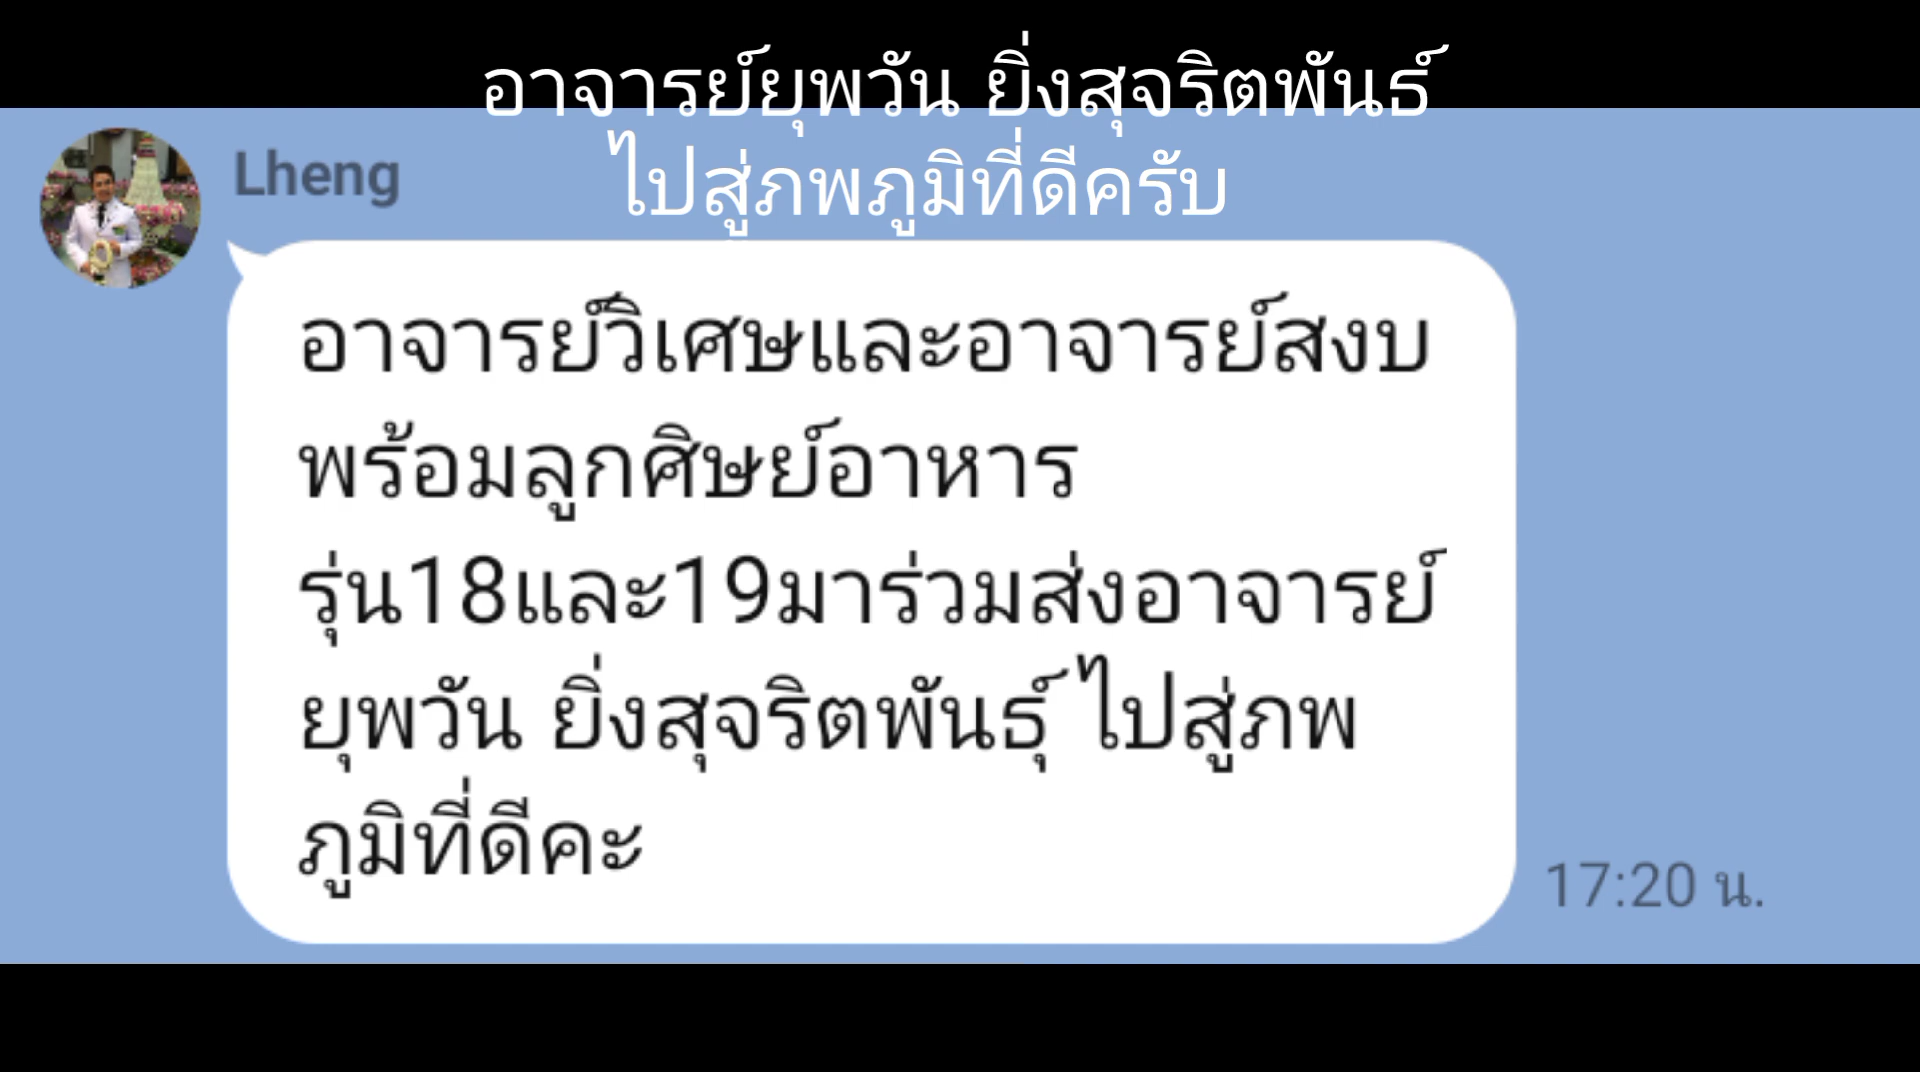 อาจารย์ยุพวัน ยิ่งสุจริตพันธ์
ไปสู่ภพภูมิที่ดีครับ
Lheng
อาจารย์วิเศษและอาจารย์สงบ
พร้อมลูกศิษย์อาหาร
รุ่น18และ19มาร่วมส่งอาจารย์
ยุพวัน ยิ่งสุจริตพันธุ์ ไปสู่ภพ
ภูมิที่ดีคะ
17:20 น.